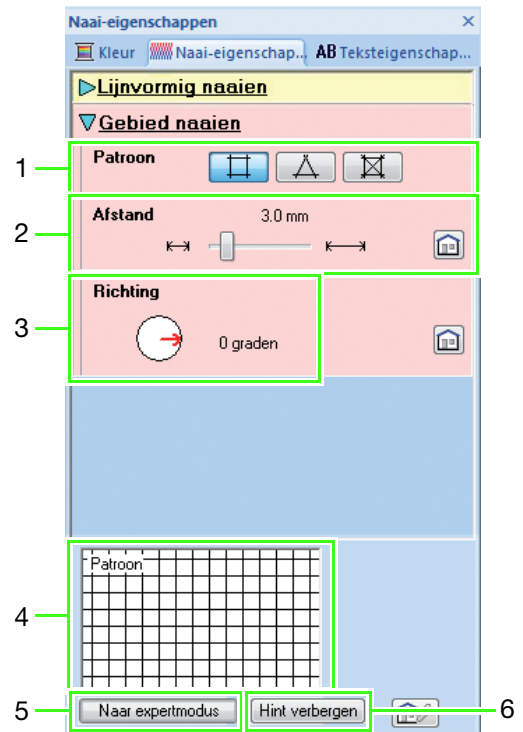 Naai-eigenschappen
Kleur Naai-eigenschap... AB Teksteigenschap...
Lijnvormig naaien
Gebied naaien
1 Patroon
2 Afstand 3.0 mm
3 Richting
0 graden
4 Patroon
5 Naar expertmodus Hint verbergen 6